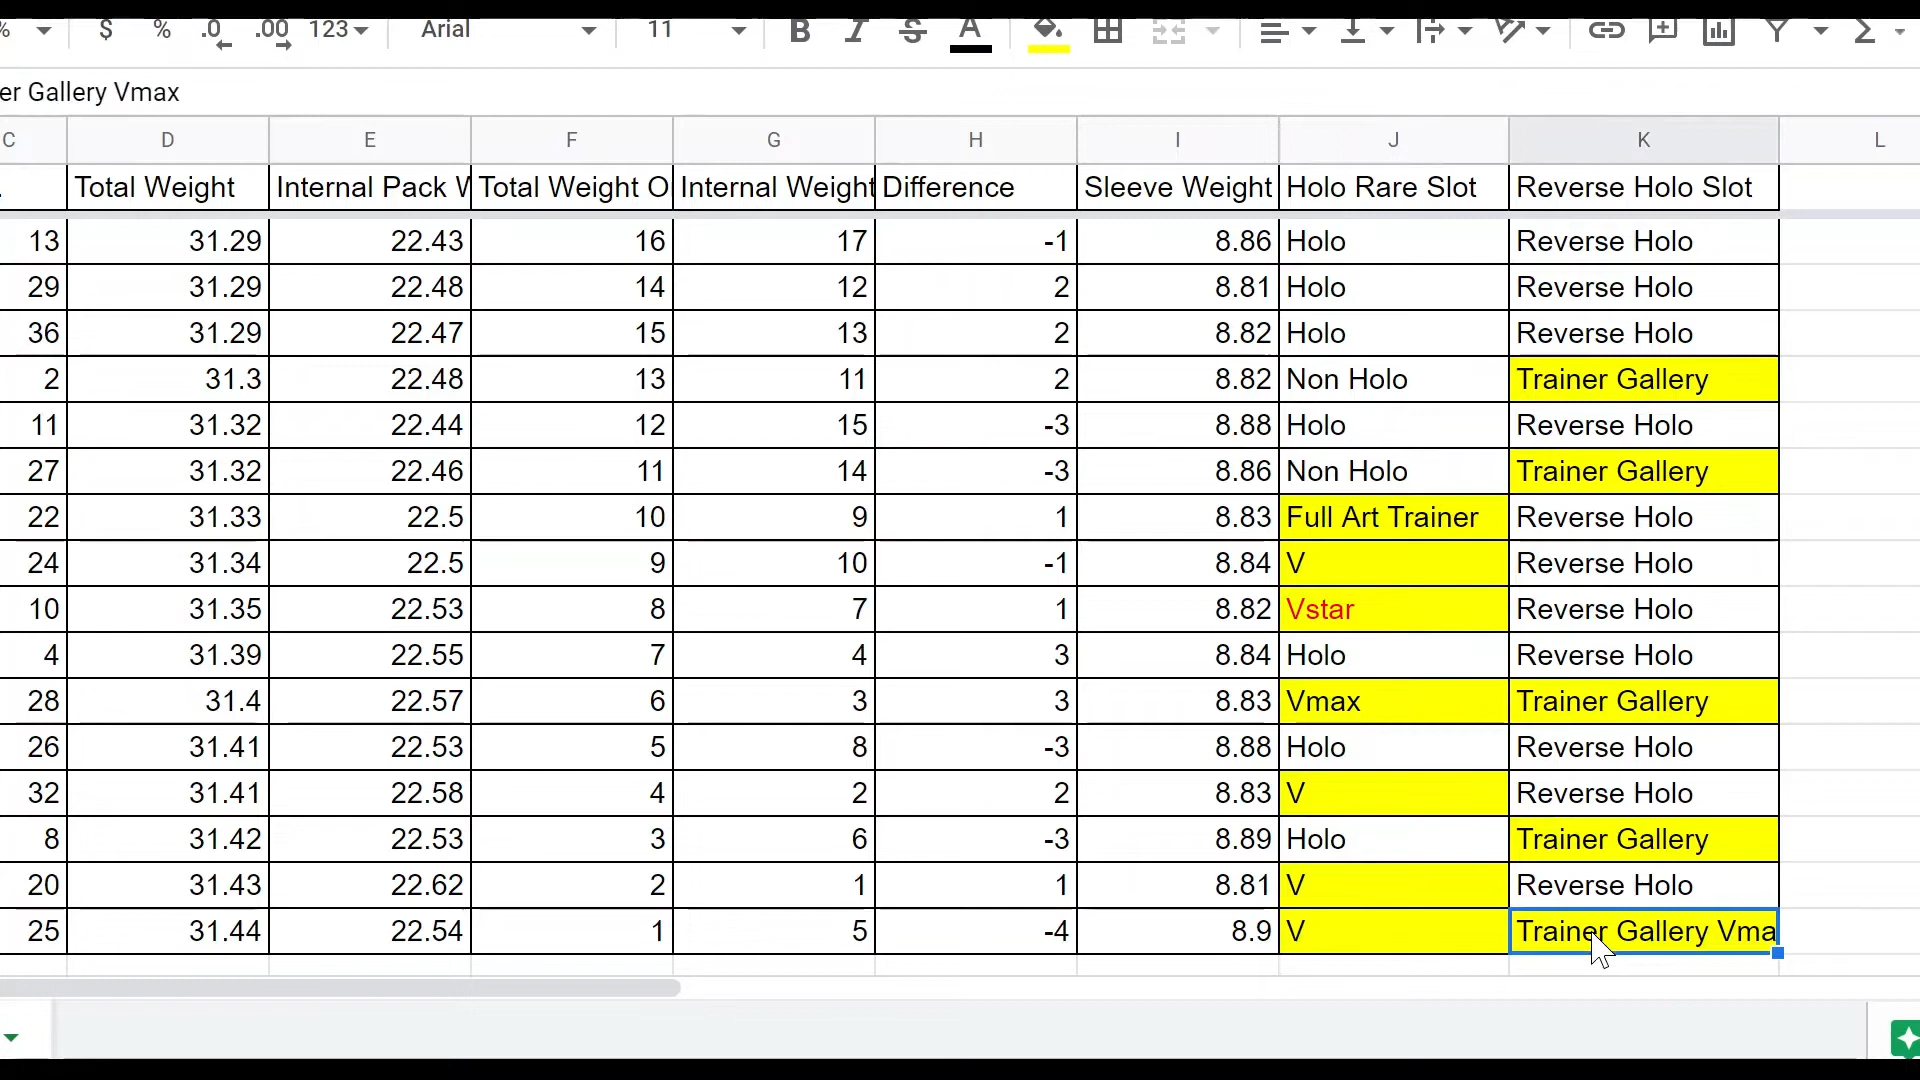 % $ % .0 .00 123 Arial 11 B I S A
er Gallery Vmax
C D E F G H I J K L
. Total Weight Internal Pack W Total Weight O Internal Weight Difference Sleeve Weight Holo Rare Slot Reverse Holo Slot
13 31.29 22.43 16 17 -1 8.86 Holo Reverse Holo
29 31.29 22.48 14 12 2 8.81 Holo Reverse Holo
36 31.29 22.47 15 13 2 8.82 Holo Reverse Holo
2 31.3 22.48 13 11 2 8.82 Non Holo Trainer Gallery
11 31.32 22.44 12 15 -3 8.88 Holo Reverse Holo
27 31.32 22.46 11 14 -3 8.86 Non Holo Trainer Gallery
22 31.33 22.5 10 9 1 8.83 Full Art Trainer Reverse Holo
24 31.34 22.5 9 10 -1 8.84 V Reverse Holo
10 31.35 22.53 8 7 1 8.82 Vstar Reverse Holo
4 31.39 22.55 7 4 3 8.84 Holo Reverse Holo
28 31.4 22.57 6 3 3 8.83 Vmax Trainer Gallery
26 31.41 22.53 5 8 -3 8.88 Holo Reverse Holo
32 31.41 22.58 4 2 2 8.83 V Reverse Holo
8 31.42 22.53 3 6 -3 8.89 Holo Trainer Gallery
20 31.43 22.62 2 1 1 8.81 V Reverse Holo
25 31.44 22.54 1 5 -4 8.9 V Trainer Gallery Vma